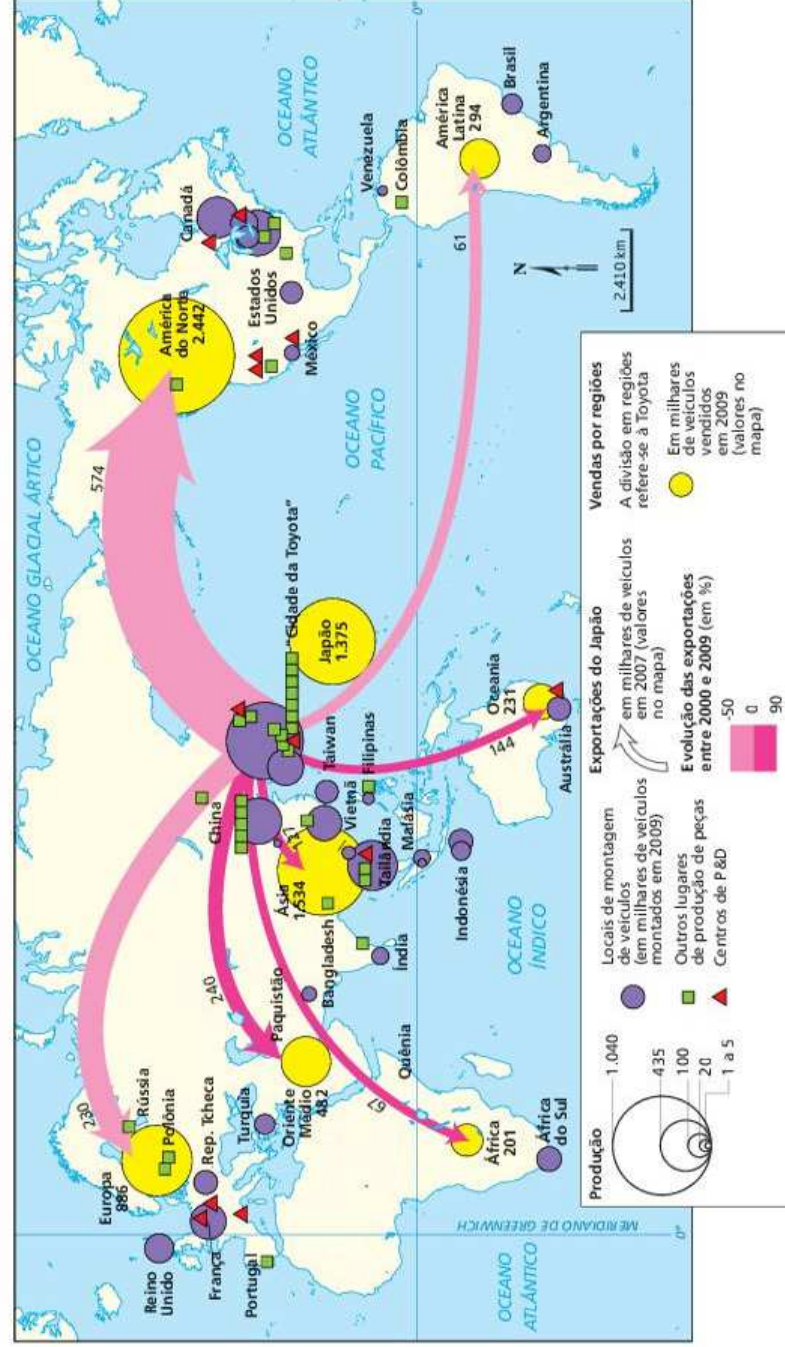 OCEANO GLACIAL ÁRTICO
574
América
do Norte
2.442
Canadá
Estados
Unidos
México
OCEANO
ATLÂNTICO
OCEANO
PACÍFICO
Venezuela
Colômbia
América
Latina
294
Brasil
Argentina
61
N
2.410 km
0°
230
Europa
886
Rússia
Polônia
Rep. Tcheca
Reino
Unido
França
Portugal
Turquia
Oriente
Médio
482
240
Paquistão
Bangladesh
Índia
China
Ásia
1.534
"Cidade da Toyota"
Japão
1.375
Taiwan
Vietnã
Filipinas
Tailândia
Malásia
Indonésia
Oceania
231
144
Austrália
67
Quênia
África
201
África
do Sul
OCEANO
ÍNDICO
OCEANO
ATLÂNTICO
MERIDIANO DE GREENWICH
0°
Produção
1.040
435
100
20
1 a 5
Locais de montagem
de veículos
(em milhares de veículos
montados em 2009)
Outros lugares
de produção de peças
Centros de P&D
Exportações do Japão
em milhares de veículos
em 2007 (valores
no mapa)
Evolução das exportações
entre 2000 e 2009 (em %)
-50
0
90
Vendas por regiões
A divisão em regiões
refere-se à Toyota
Em milhares
de veículos
vendidos
em 2009
(valores no
mapa)